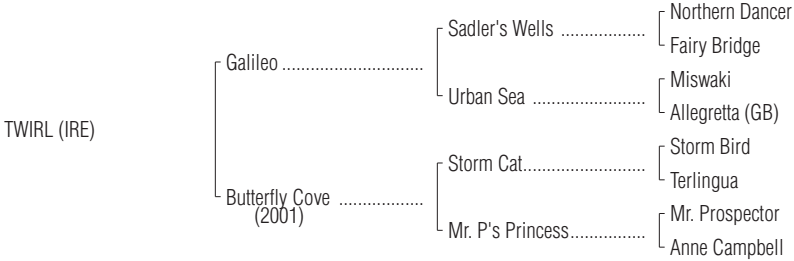 Northern Dancer
Sadler's Wells ...................
Fairy Bridge
Galileo .............................
Miswaki
Urban Sea ........................
Allegretta (GB)
TWIRL (IRE)
Storm Bird
Storm Cat..........................
Terlingua
Butterfly Cove ..................
(2001)
Mr. Prospector
Mr. P's Princess................
Anne Campbell